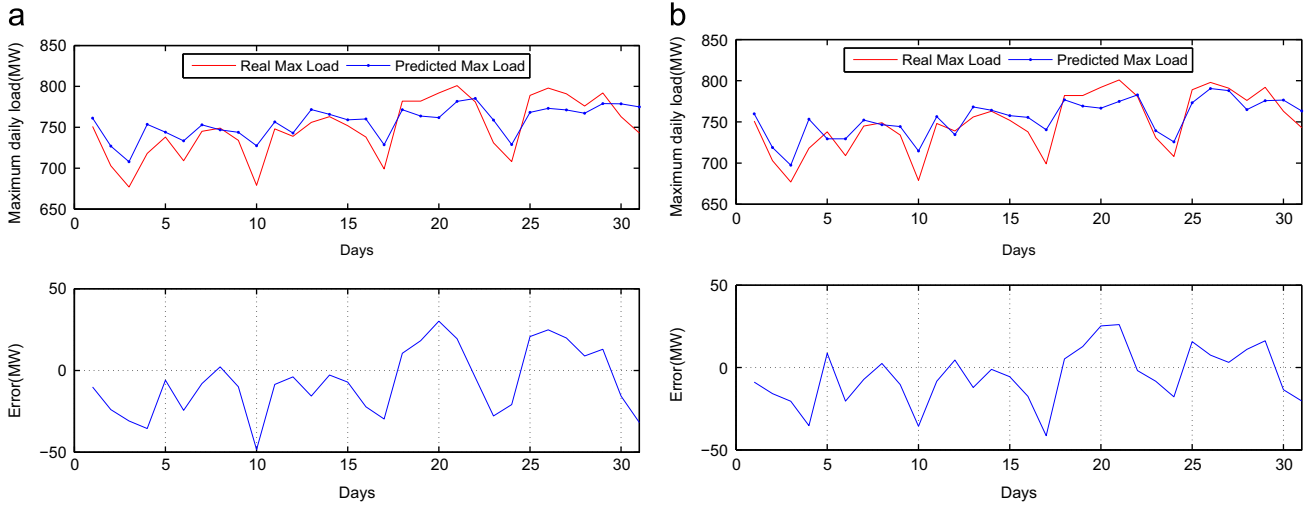 a
Maximum daily load(MW)
850
800
750
700
650
Real Max Load
Predicted Max Load
0 5 10 15 20 25 30
Days
Error(MW)
50
0
−50
0 5 10 15 20 25 30
Days
b
Maximum daily load(MW)
850
800
750
700
650
Real Max Load
Predicted Max Load
0 5 10 15 20 25 30
Days
Error(MW)
50
0
−50
0 5 10 15 20 25 30
Days